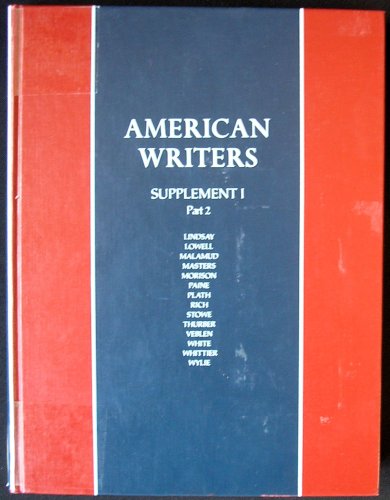 AMERICAN
WRITERS
SUPPLEMENT I
Part 2
LINDSAY
LOWELL
MALAMUD
MASTERS
MORISON
PAINE
PLATH
RICH
STOWE
THURBER
VEBLEN
WHITE
WHITTIER
WYLIE